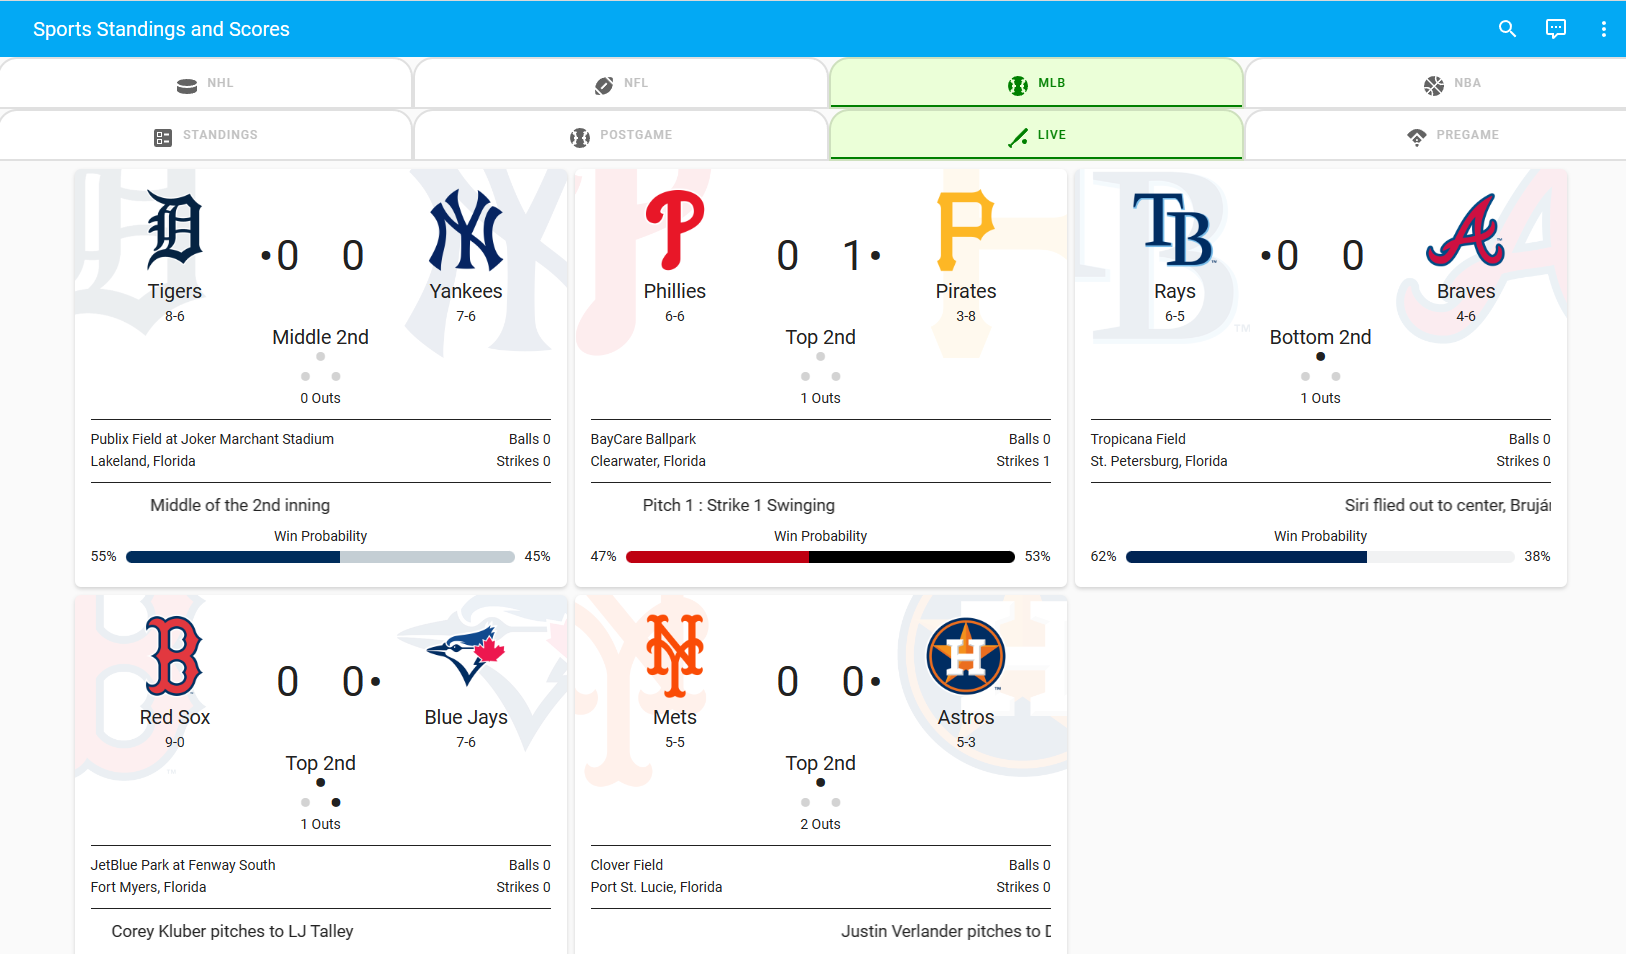 Sports Standings and Scores
NHL
NFL
MLB
NBA
STANDINGS
POSTGAME
LIVE
PREGAME
0 0
Tigers
8-6
Yankees
7-6
Middle 2nd
0 Outs
Publix Field at Joker Marchant Stadium
Balls 0
Lakeland, Florida
Strikes 0
Middle of the 2nd inning
Win Probability
55%
45%
0 1
Phillies
6-6
Pirates
3-8
Top 2nd
1 Outs
BayCare Ballpark
Balls 0
Clearwater, Florida
Strikes 1
Pitch 1 : Strike 1 Swinging
Win Probability
47%
53%
0 0
Rays
6-5
Braves
4-6
Bottom 2nd
1 Outs
Tropicana Field
Balls 0
St. Petersburg, Florida
Strikes 0
Siri flied out to center,
Win Probability
62%
38%
0 0
Red Sox
9-0
Blue Jays
7-6
Top 2nd
1 Outs
JetBlue Park at Fenway South
Balls 0
Fort Myers, Florida
Strikes 0
Corey Kluber pitches to LJ Talley
0 0
Mets
5-5
Astros
5-3
Top 2nd
2 Outs
Clover Field
Balls 0
Port St. Lucie, Florida
Strikes 0
Justin Verlander pitches to